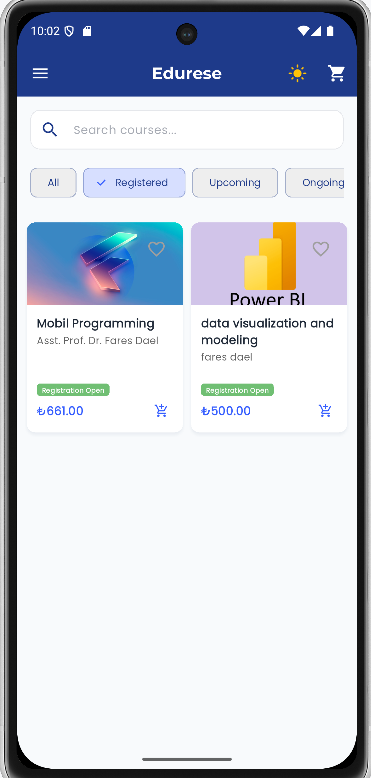 10:02
Edurese
Search courses...
All
Registered
Upcoming
Ongoing
Power BI
Mobil Programming
Asst. Prof. Dr. Fares Dael
data visualization and
modeling
fares dael
Registration Open
Registration Open
₺661.00
₺500.00